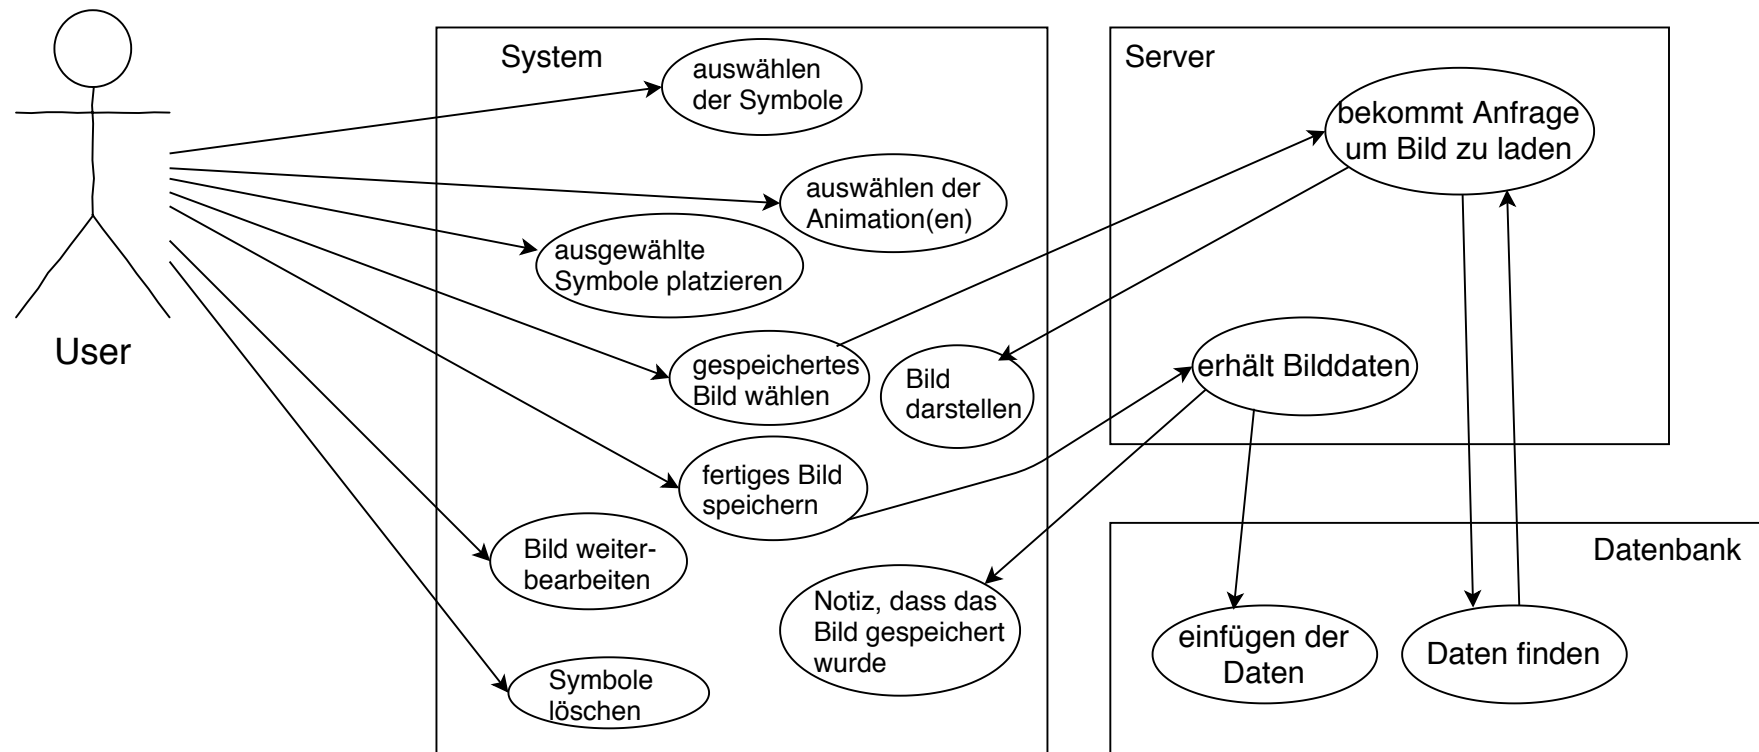 System
auswählen
der Symbole
auswählen der
Animation(en)
ausgewählte
Symbole platzieren
gespeichertes
Bild wählen
Bild
darstellen
fertiges Bild
speichern
Bild weiter-
bearbeiten
Notiz, dass das
Bild gespeichert
wurde
Symbole
löschen
User
Server
bekommt Anfrage
um Bild zu laden
erhält Bilddaten
Datenbank
einfügen der
Daten
Daten finden